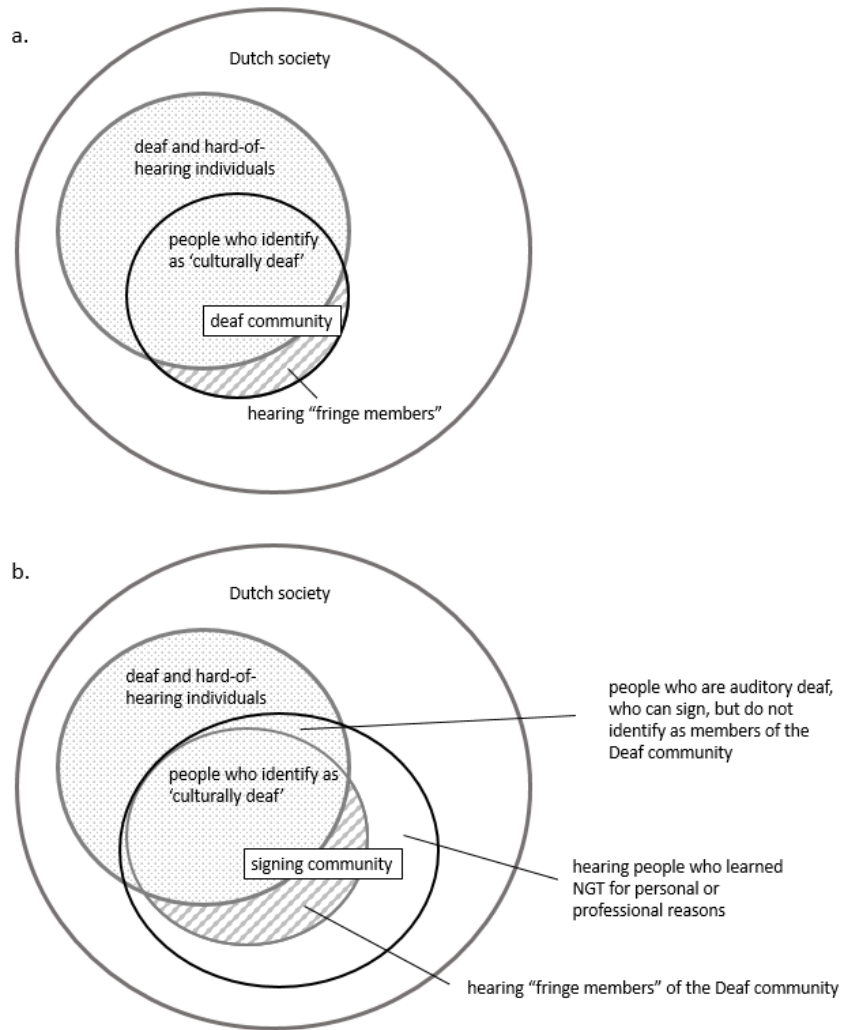 a.
Dutch society
deaf and hard-of-
hearing individuals
people who identify
as ‘culturally deaf’
deaf community
hearing “fringe members”
b.
Dutch society
deaf and hard-of-
hearing individuals
people who are auditory deaf,
who can sign, but do not
identify as members of the
Deaf community
people who identify as
‘culturally deaf’
signing community
hearing people who learned
NGT for personal or
professional reasons
hearing “fringe members” of the Deaf community